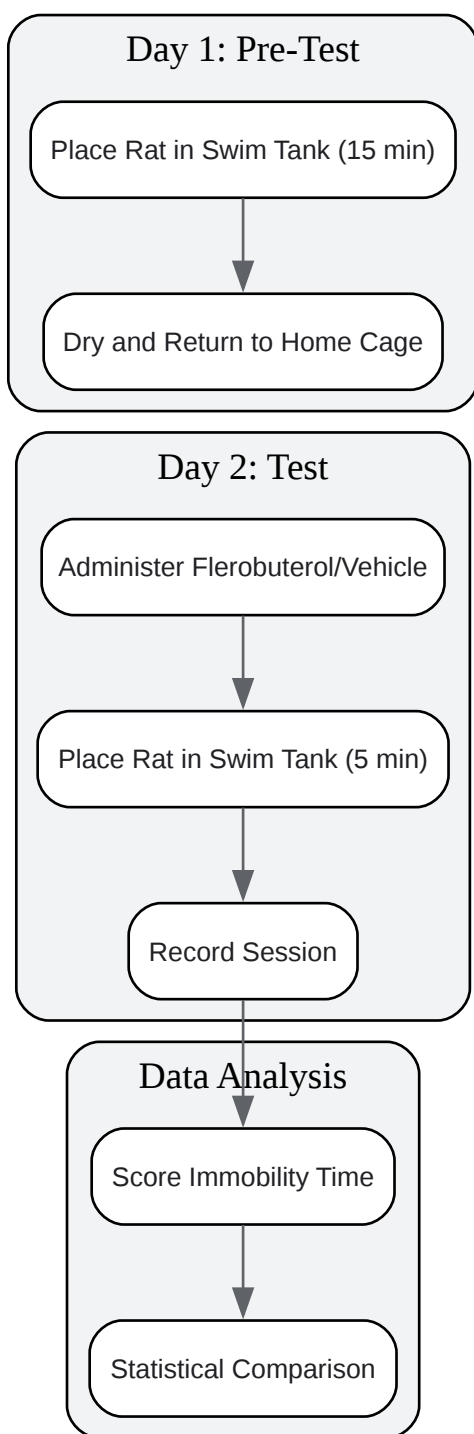 Day 1: Pre-Test
Place Rat in Swim Tank (15 min)
Dry and Return to Home Cage
Day 2: Test
Administer Flerobuterol/Vehicle
Place Rat in Swim Tank (5 min)
Record Session
Data Analysis
Score Immobility Time
Statistical Comparison